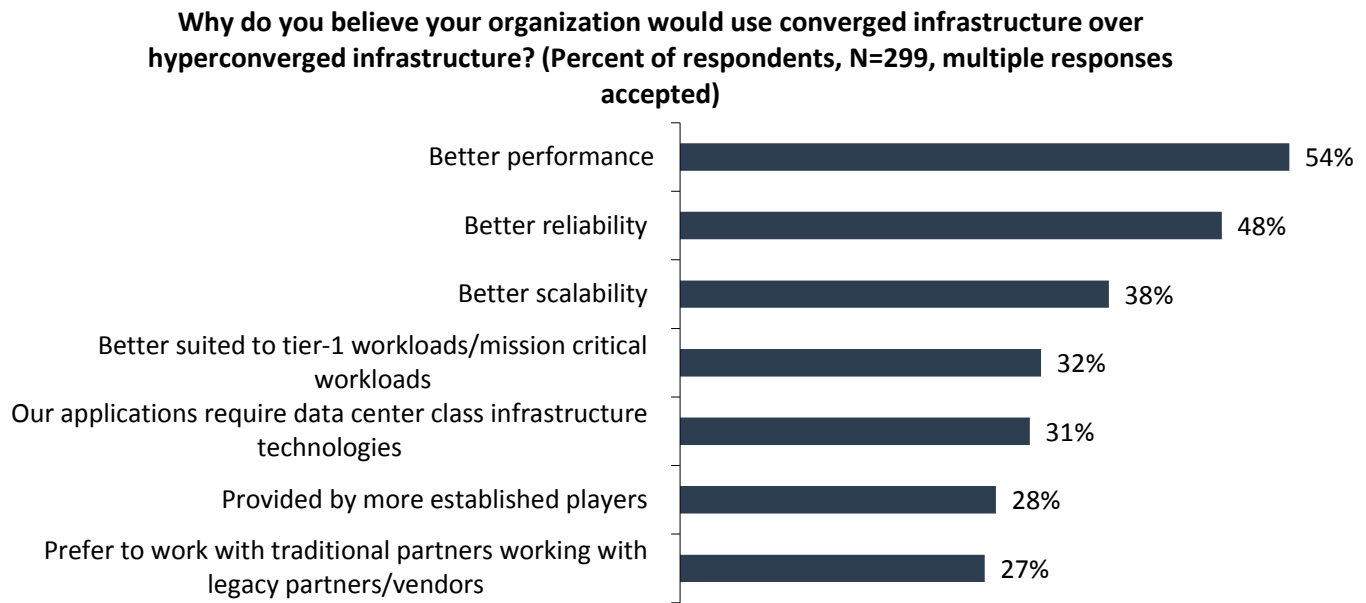 Why do you believe your organization would use converged infrastructure over
hyperconverged infrastructure? (Percent of respondents, N=299, multiple responses
accepted)
Better performance 54%
Better reliability 48%
Better scalability 38%
Better suited to tier-1 workloads/mission critical
workloads 32%
Our applications require data center class infrastructure
technologies 31%
Provided by more established players 28%
Prefer to work with traditional partners working with
legacy partners/vendors 27%